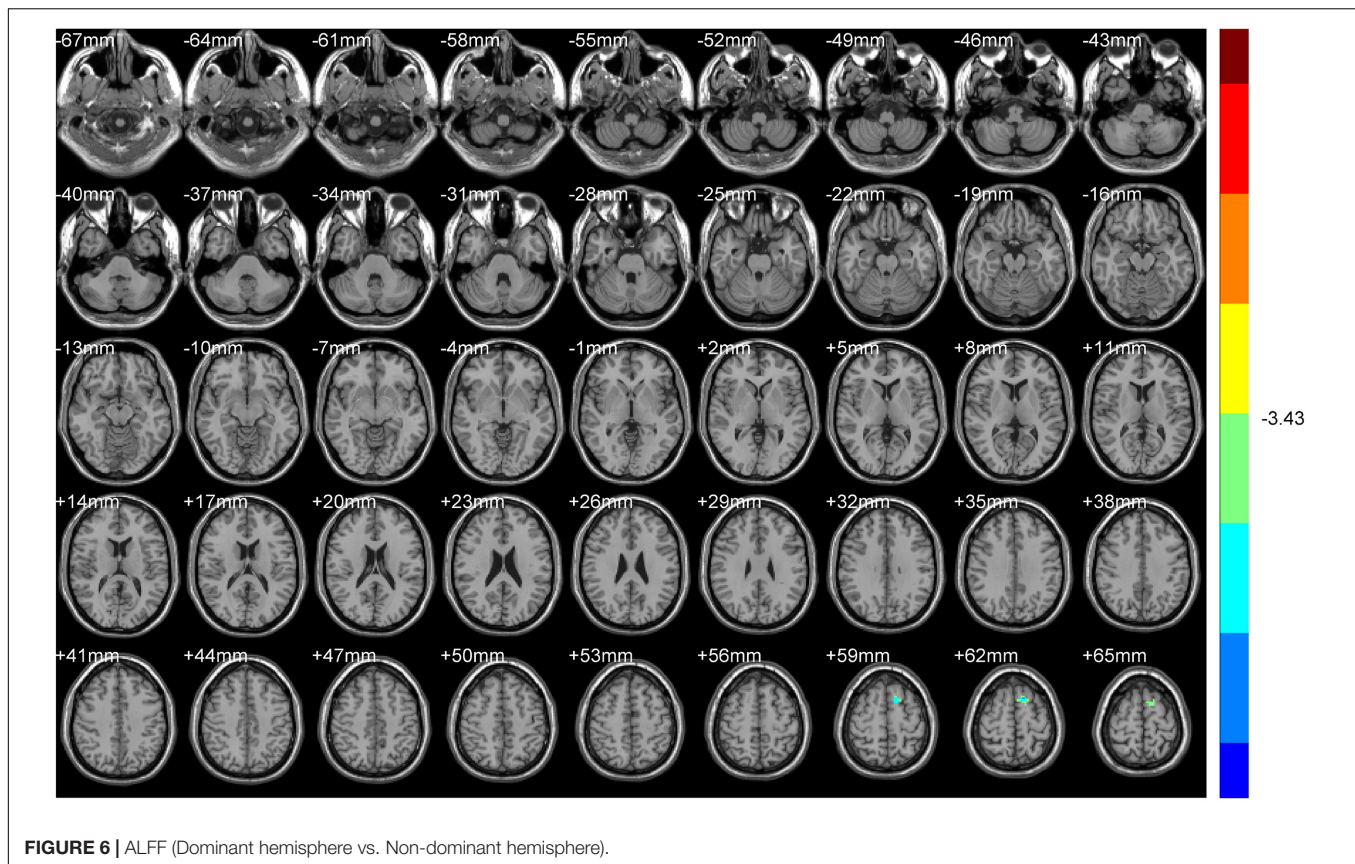 -67mm -64mm -61mm -58mm -55mm -52mm -49mm -46mm -43mm
-40mm -37mm -34mm -31mm -28mm -25mm -22mm -19mm -16mm
-13mm -10mm -7mm -4mm -1mm +2mm +5mm +8mm +11mm
-3.43
+14mm +17mm +20mm +23mm +26mm +29mm +32mm +35mm +38mm
+41mm +44mm +47mm +50mm +53mm +56mm +59mm +62mm +65mm
FIGURE 6 | ALFF (Dominant hemisphere vs. Non-dominant hemisphere).